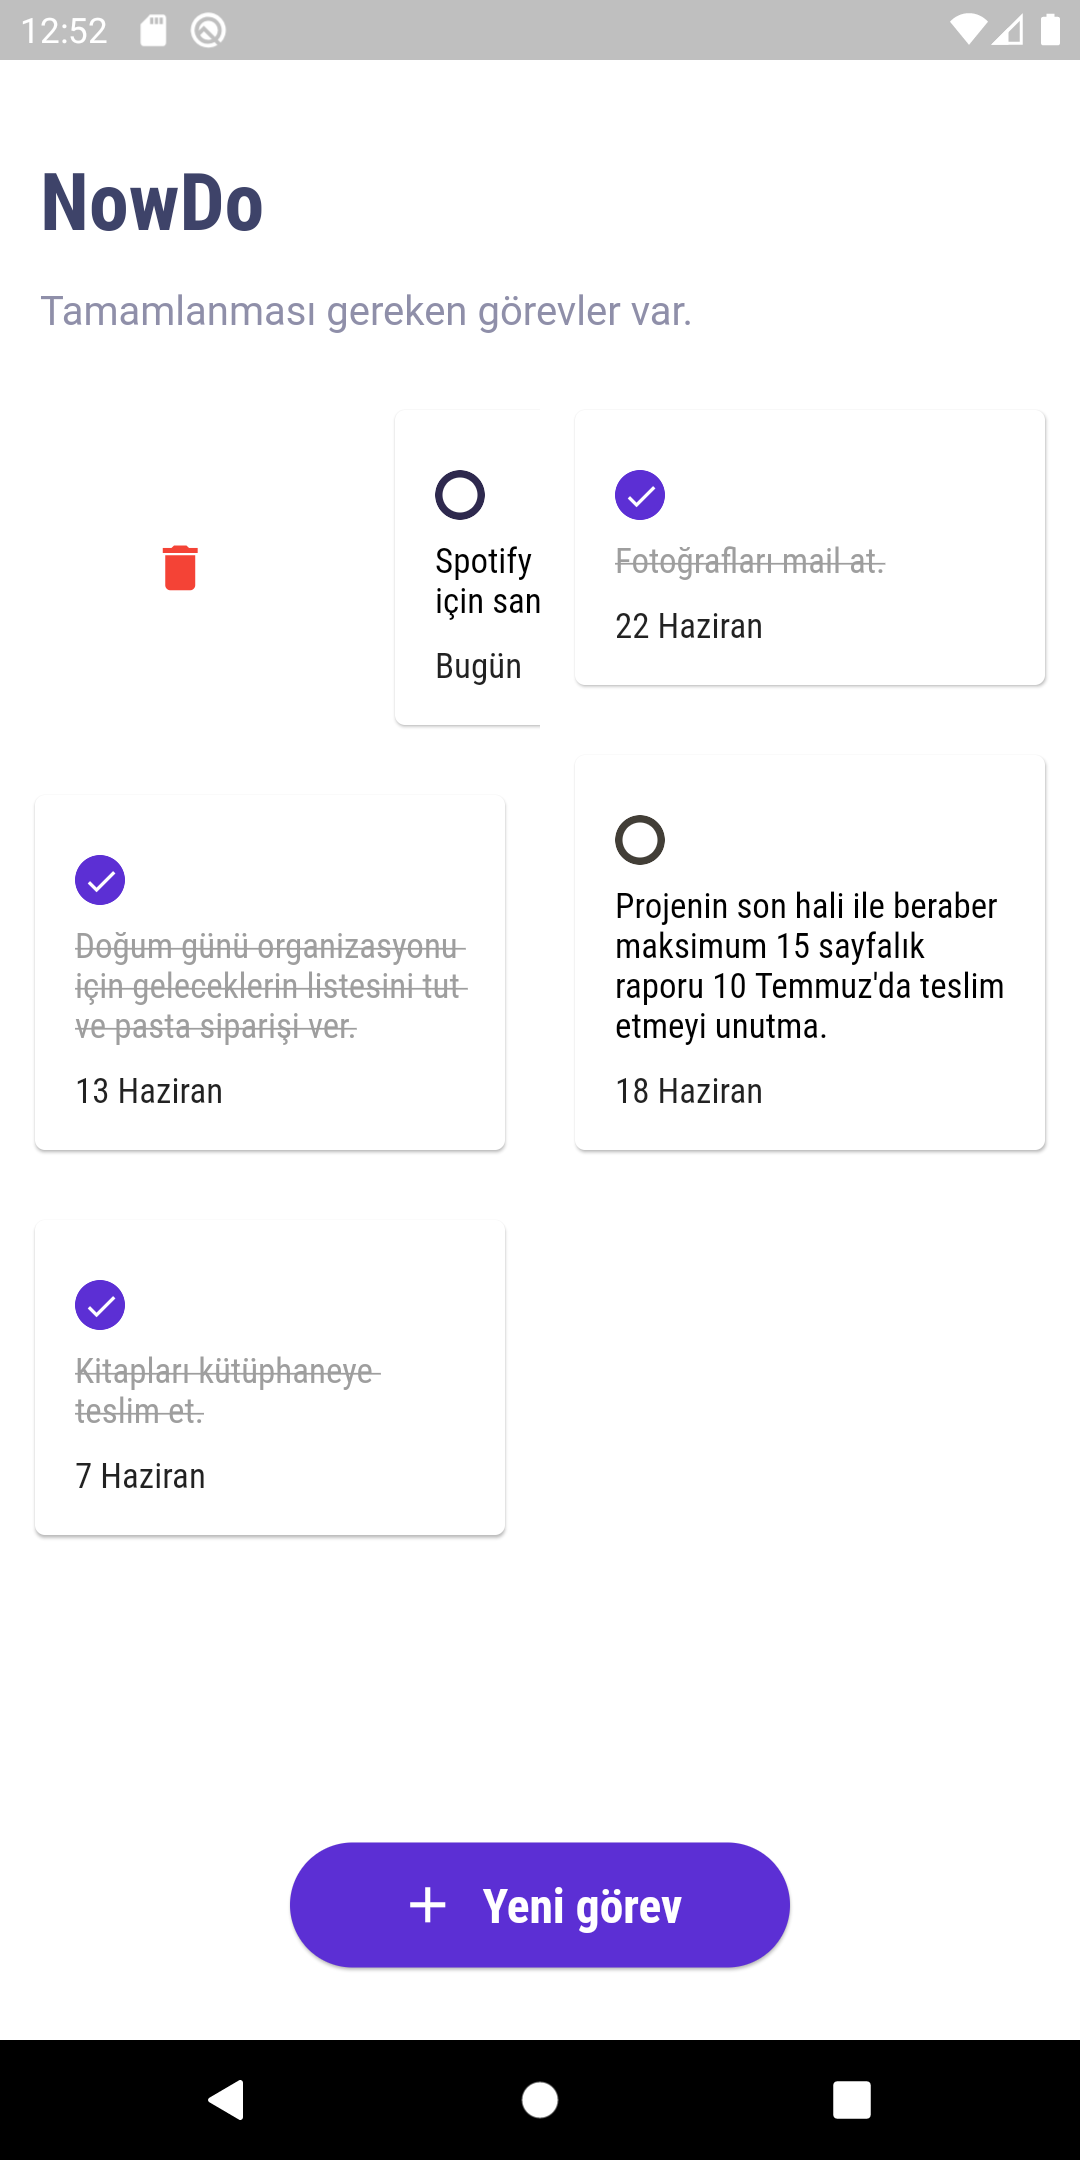 12:52
NowDo
Tamamlanması gereken görevler var.
Spotify
için san
Bugün
Fotoğrafları mail at.
22 Haziran
Doğum günü organizasyonu
için geleceklerin listesini tut
ve pasta siparişi ver.
13 Haziran
Projenin son hali ile beraber
maksimum 15 sayfalık
raporu 10 Temmuz'da teslim
etmeyi unutma.
18 Haziran
Kitapları kütüphaneye
teslim et.
7 Haziran
Yeni görev